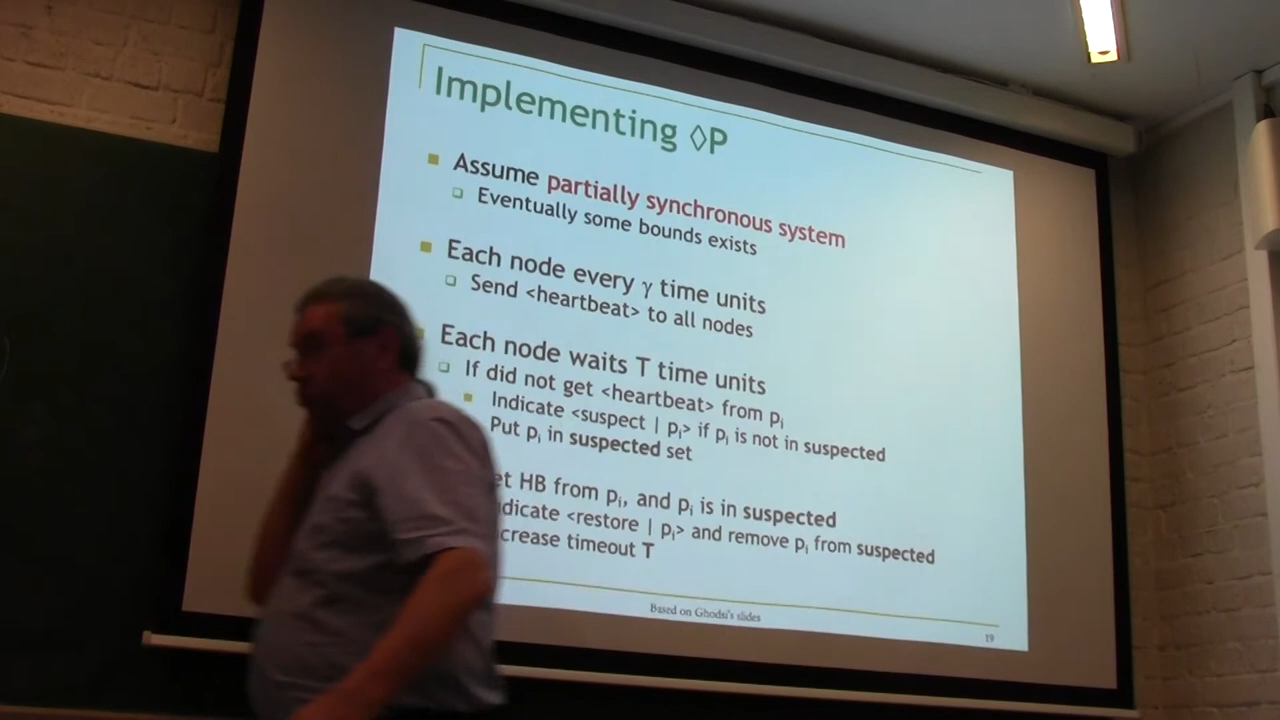 Implementing ◊P
Assume partially synchronous system
Eventually some bounds exists
Each node every γ time units
Send <heartbeat> to all nodes
Each node waits T time units
If did not get <heartbeat> from pi
Indicate <suspect | pi> if pi is not in suspected
Put pi in suspected set
HB from pi, and pi is in suspected
<restore | pi> and remove pi from suspected
timeout T
Based on Ghodsi's slides
19